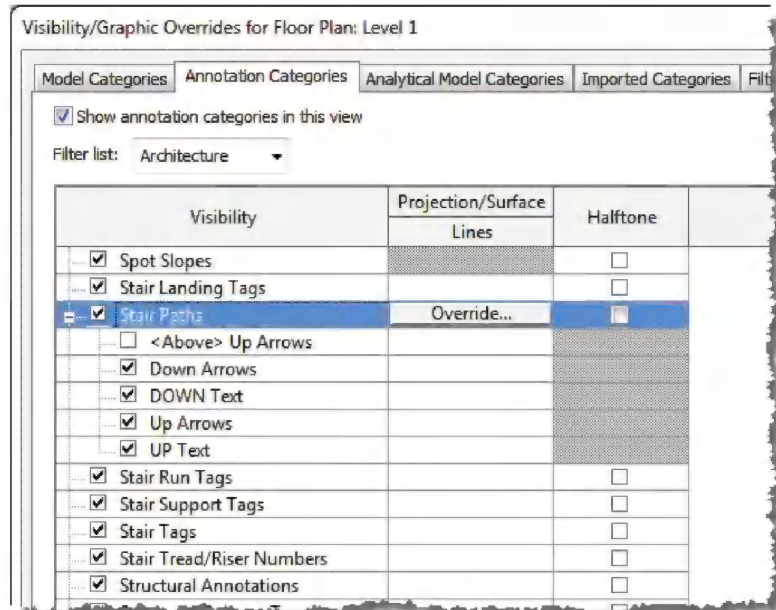 Visibility/Graphic Overrides for Floor Plan: Level 1
Model Categories Annotation Categories Analytical Model Categories Imported Categories Filt
Show annotation categories in this view
Filter list: Architecture
Visibility Projection/Surface Halftone
Lines
Spot Slopes
Stair Landing Tags
Stair Paths Override...
<Above> Up Arrows
Down Arrows
DOWN Text
Up Arrows
UP Text
Stair Run Tags
Stair Support Tags
Stair Tags
Stair Tread/Riser Numbers
Structural Annotations